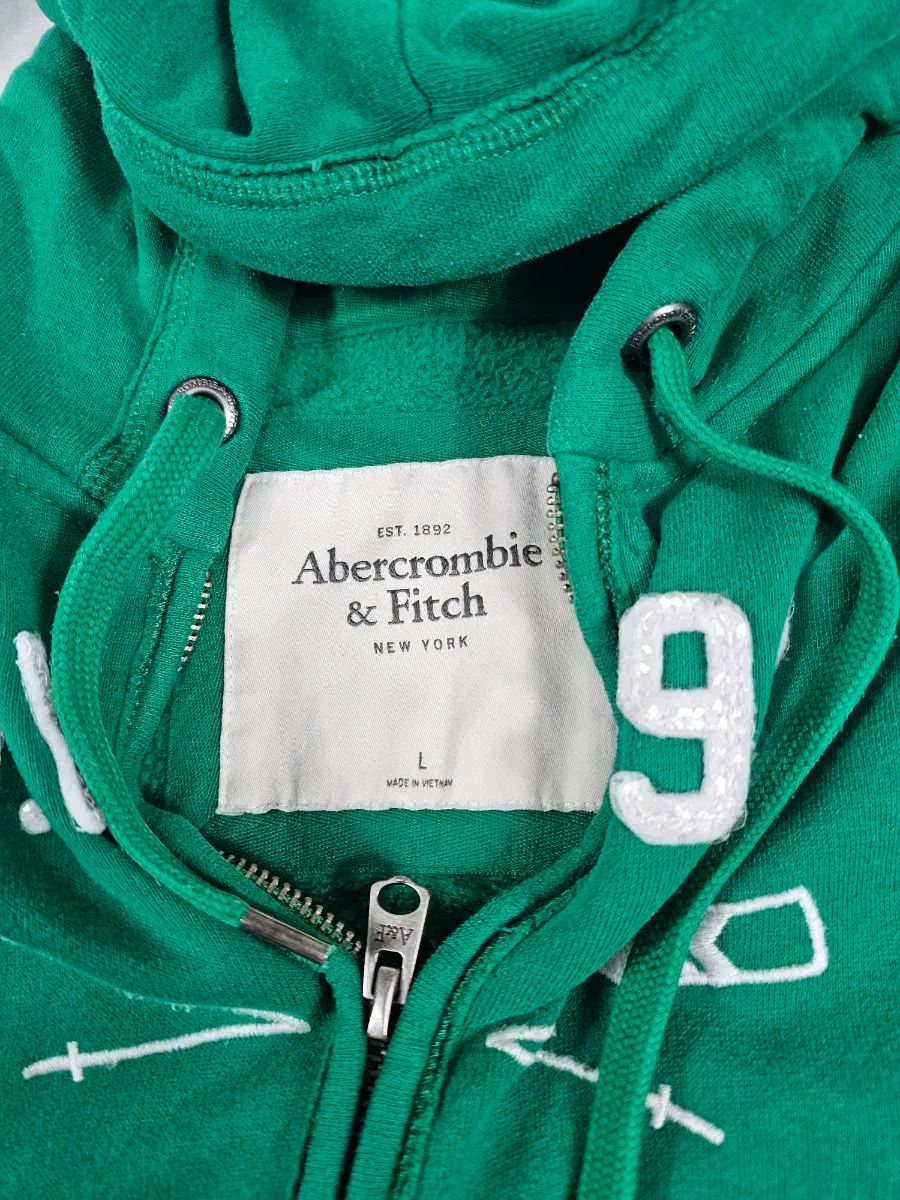 EST. 1892
Abercrombie
& Fitch
NEW YORK
L
MADE IN VIETNAM
9
A&F